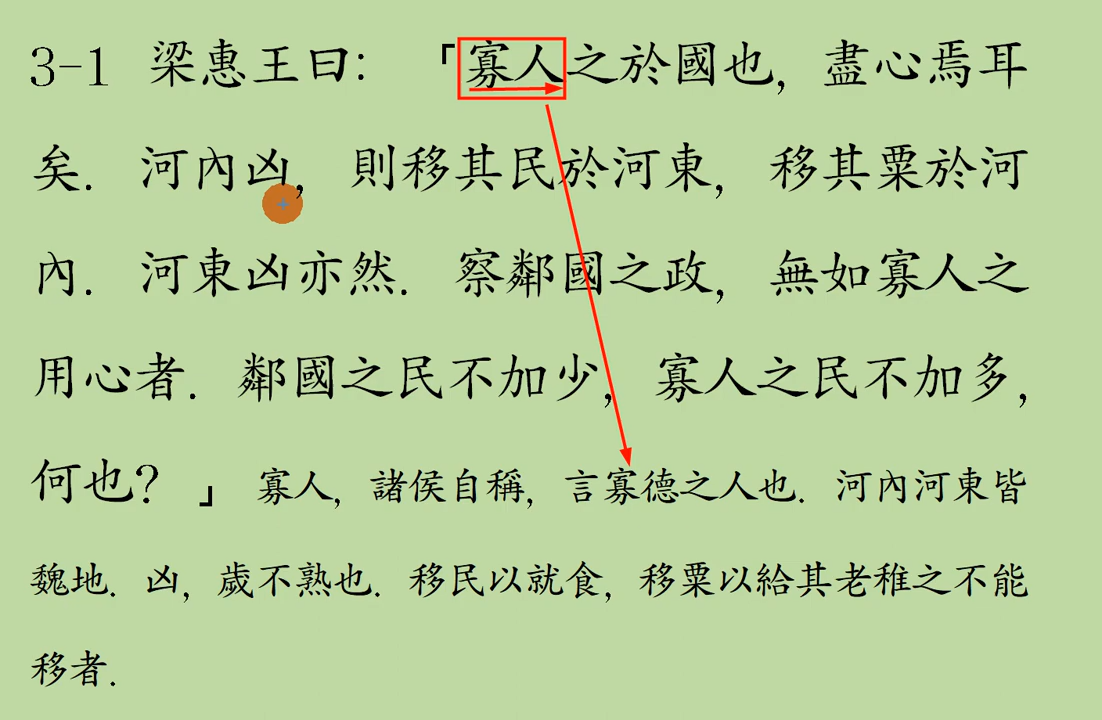 3-1 梁惠王曰: 「寡人之於國也, 盡心焉耳
矣. 河內凶, 則移其民於河東, 移其粟於河
內. 河東凶亦然. 察鄰國之政, 無如寡人之
用心者. 鄰國之民不加少, 寡人之民不加多,
何也? 」 寡人, 諸侯自稱, 言寡德之人也. 河內河東皆
魏地. 凶, 歲不熟也. 移民以就食, 移粟以給其老稚之不能
移者.